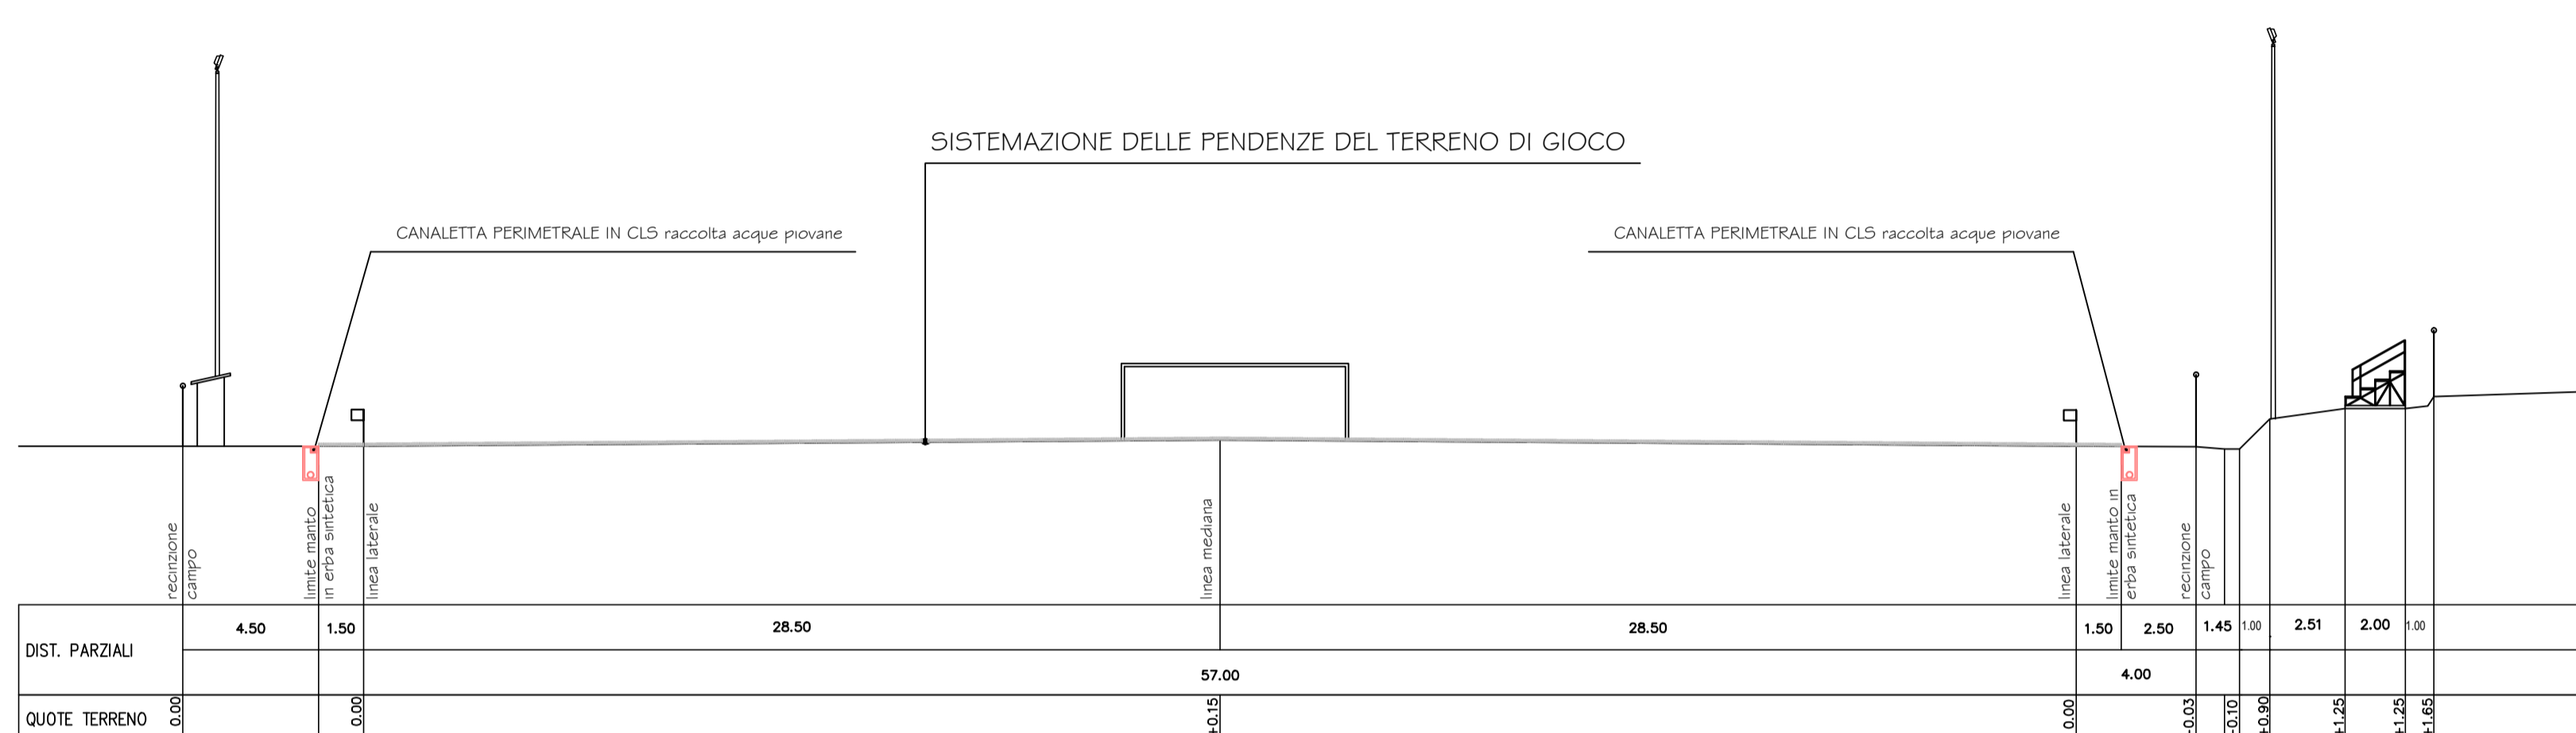 SISTEMAZIONE DELLE PENDENZE DEL TERRENO DI GIOCO
CANALETTA PERIMETRALE IN CLS raccolta acque piovane
CANALETTA PERIMETRALE IN CLS raccolta acque piovane
recinzione
campo
limite manto
in erba sintetica
linea laterale
linea mediana
linea laterale
limite manto in
erba sintetica
recinzione
campo
DIST. PARZIALI
4.50
1.50
28.50
28.50
1.50
2.50
1.45
1.00
2.51
2.00
1.00
57.00
4.00
QUOTE TERRENO
0.00
0.00
+0.15
0.00
-0.03
-0.10
+0.90
+1.25
+1.25
+1.65